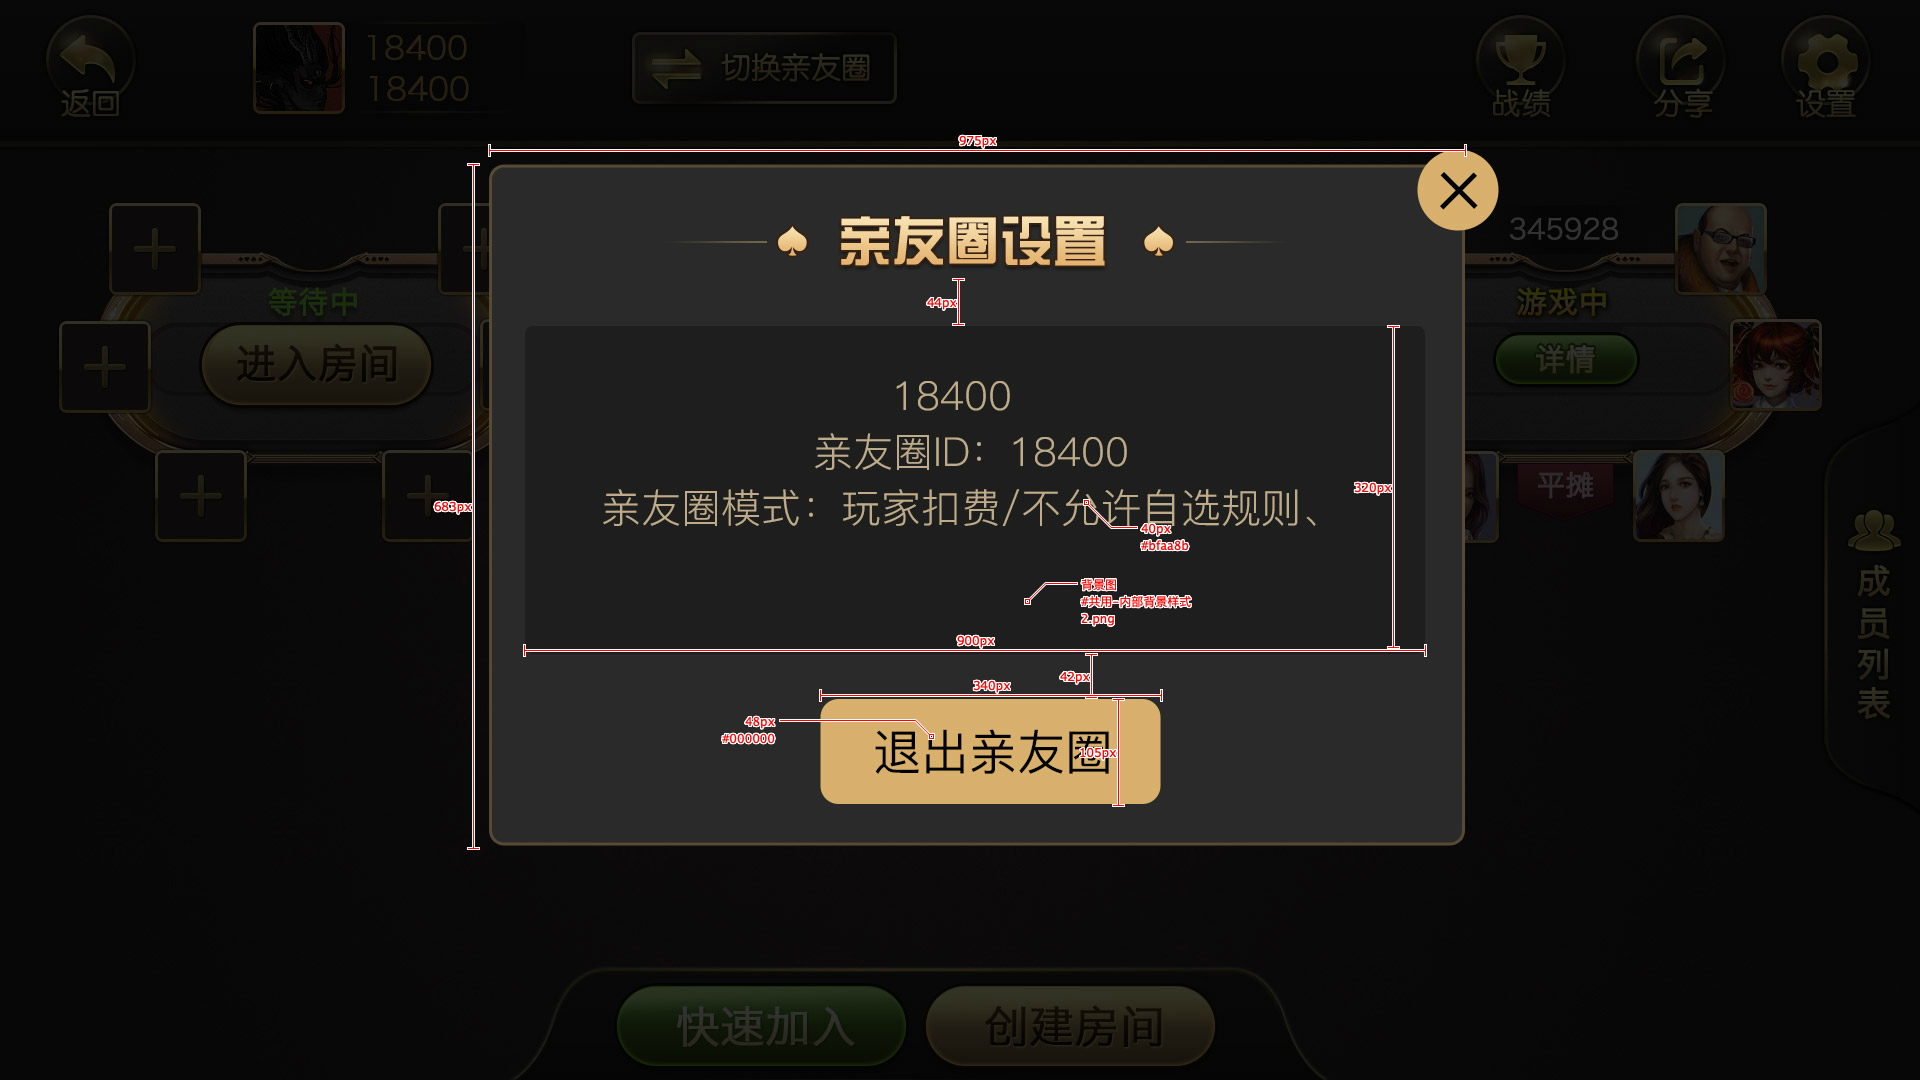 返回
18400
18400
切换亲友圈
战绩
分享
设置
975px
亲友圈设置
345928
44px
等待中
进入房间
游戏中
详情
18400
亲友圈ID：18400
亲友圈模式：玩家扣费/不允许自选规则、
320px
683px
40px
#bfaa8b
平摊
背景图
#共用-内部背景样式
2.png
900px
42px
340px
48px
#000000
退出亲友圈
105px
成员列表
快速加入
创建房间